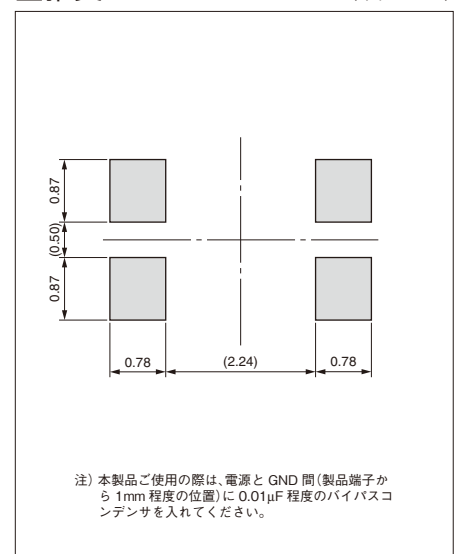 0.87
(0.50)
0.87
0.78
(2.24)
0.78
注) 本製品ご使用の際は、電源と GND 間(製品端子か
ら 1mm 程度の位置)に 0.01μF 程度のバイパスコ
ンデンサを入れてください。